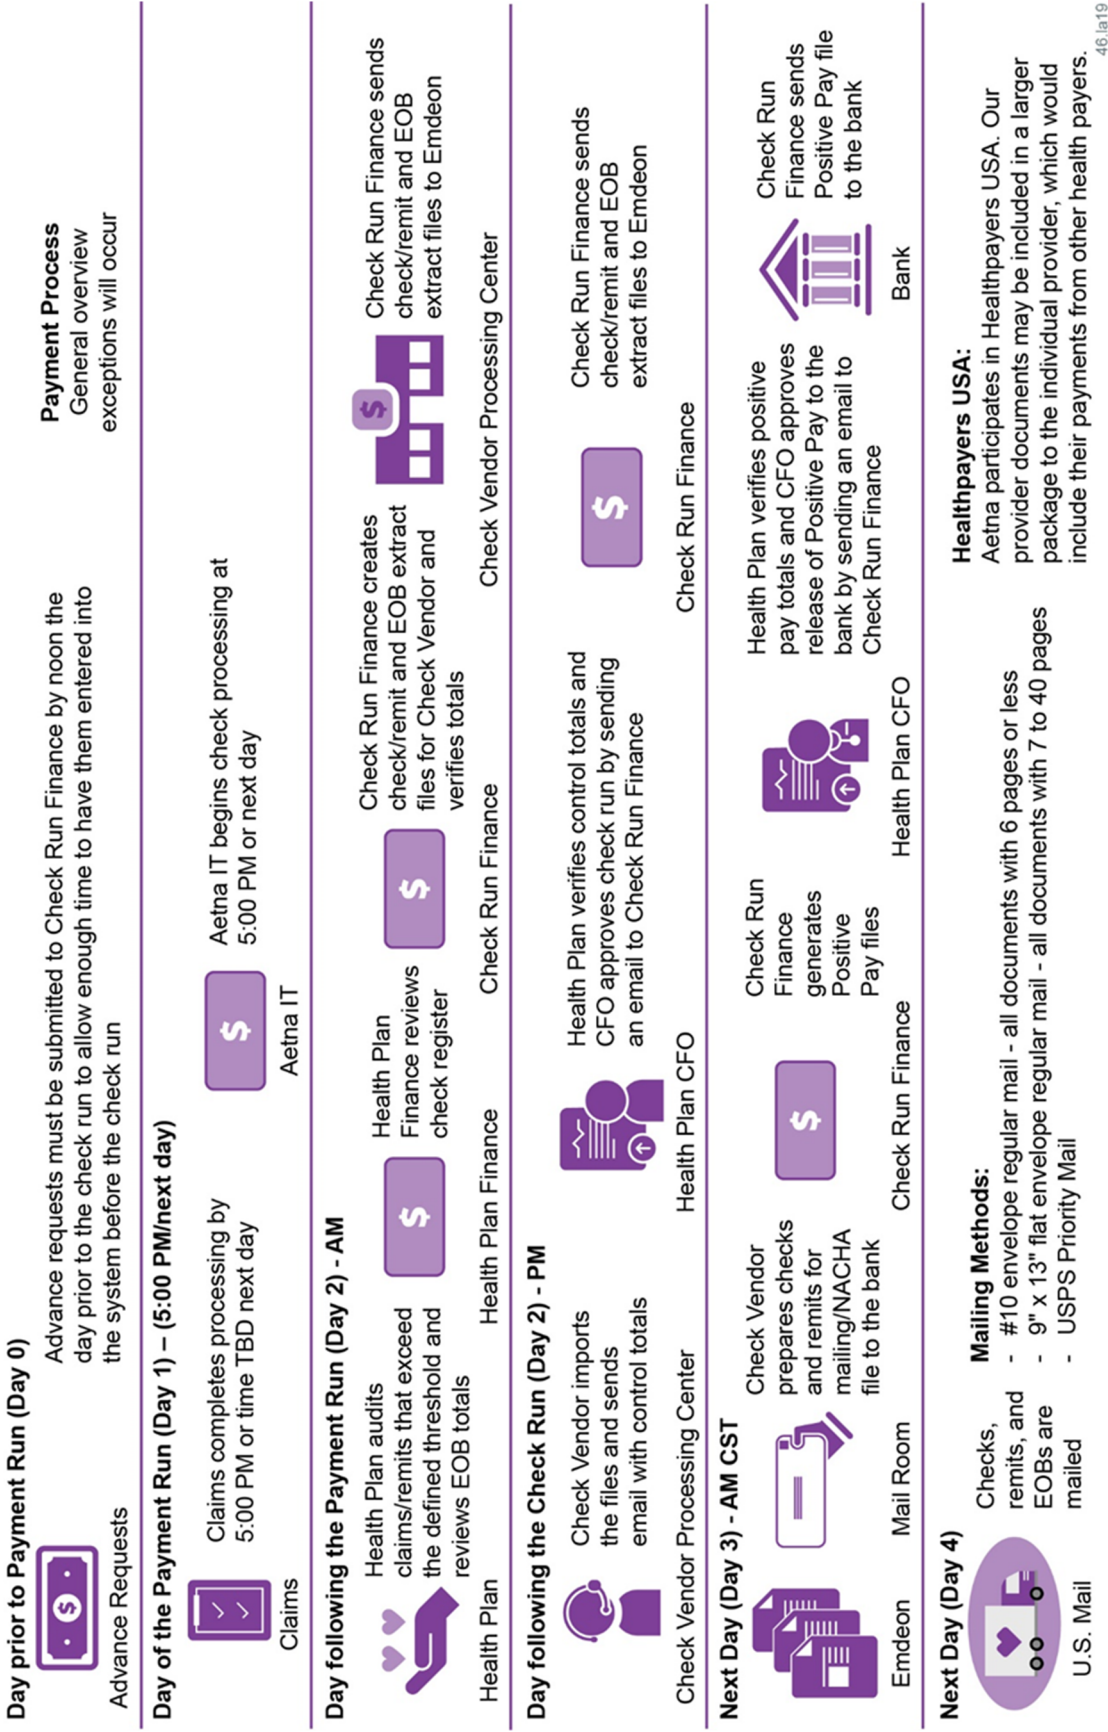 Day prior to Payment Run (Day 0)
Advance Requests
Advance requests must be submitted to Check Run Finance by noon the
day prior to the check run to allow enough time to have them entered into
the system before the check run
Payment Process
General overview
exceptions will occur
Day of the Payment Run (Day 1) – (5:00 PM/next day)
Claims
Claims completes processing by
5:00 PM or time TBD next day
Aetna IT
Aetna IT begins check processing at
5:00 PM or next day
Day following the Payment Run (Day 2) - AM
Health Plan
Health Plan audits
claims/remits that exceed
the defined threshold and
reviews EOB totals
Health Plan Finance
Health Plan
Finance reviews
check register
Check Run Finance
Check Run Finance creates
check/remit and EOB extract
files for Check Vendor and
verifies totals
Check Vendor Processing Center
Check Run Finance sends
check/remit and EOB
extract files to Emdeon
Day following the Check Run (Day 2) - PM
Check Vendor Processing Center
Check Vendor imports
the files and sends
email with control totals
Health Plan CFO
Health Plan verifies control totals and
CFO approves check run by sending
an email to Check Run Finance
Check Run Finance
Check Run Finance sends
check/remit and EOB
extract files to Emdeon
Next Day (Day 3) - AM CST
Emdeon
Mail Room
Check Vendor
prepares checks
and remits for
mailing/NACHA
file to the bank
Check Run Finance
Check Run
Finance
generates
Positive
Pay files
Health Plan CFO
Health Plan verifies positive
pay totals and CFO approves
release of Positive Pay to the
bank by sending an email to
Check Run Finance
Bank
Check Run
Finance sends
Positive Pay file
to the bank
Next Day (Day 4)
U.S. Mail
Checks,
remits, and
EOBs are
mailed
Mailing Methods:
- #10 envelope regular mail - all documents with 6 pages or less
- 9" x 13" flat envelope regular mail - all documents with 7 to 40 pages
- USPS Priority Mail
Healthpayers USA:
Aetna participates in Healthpayers USA. Our
provider documents may be included in a larger
package to the individual provider, which would
include their payments from other health payers.
46.la19